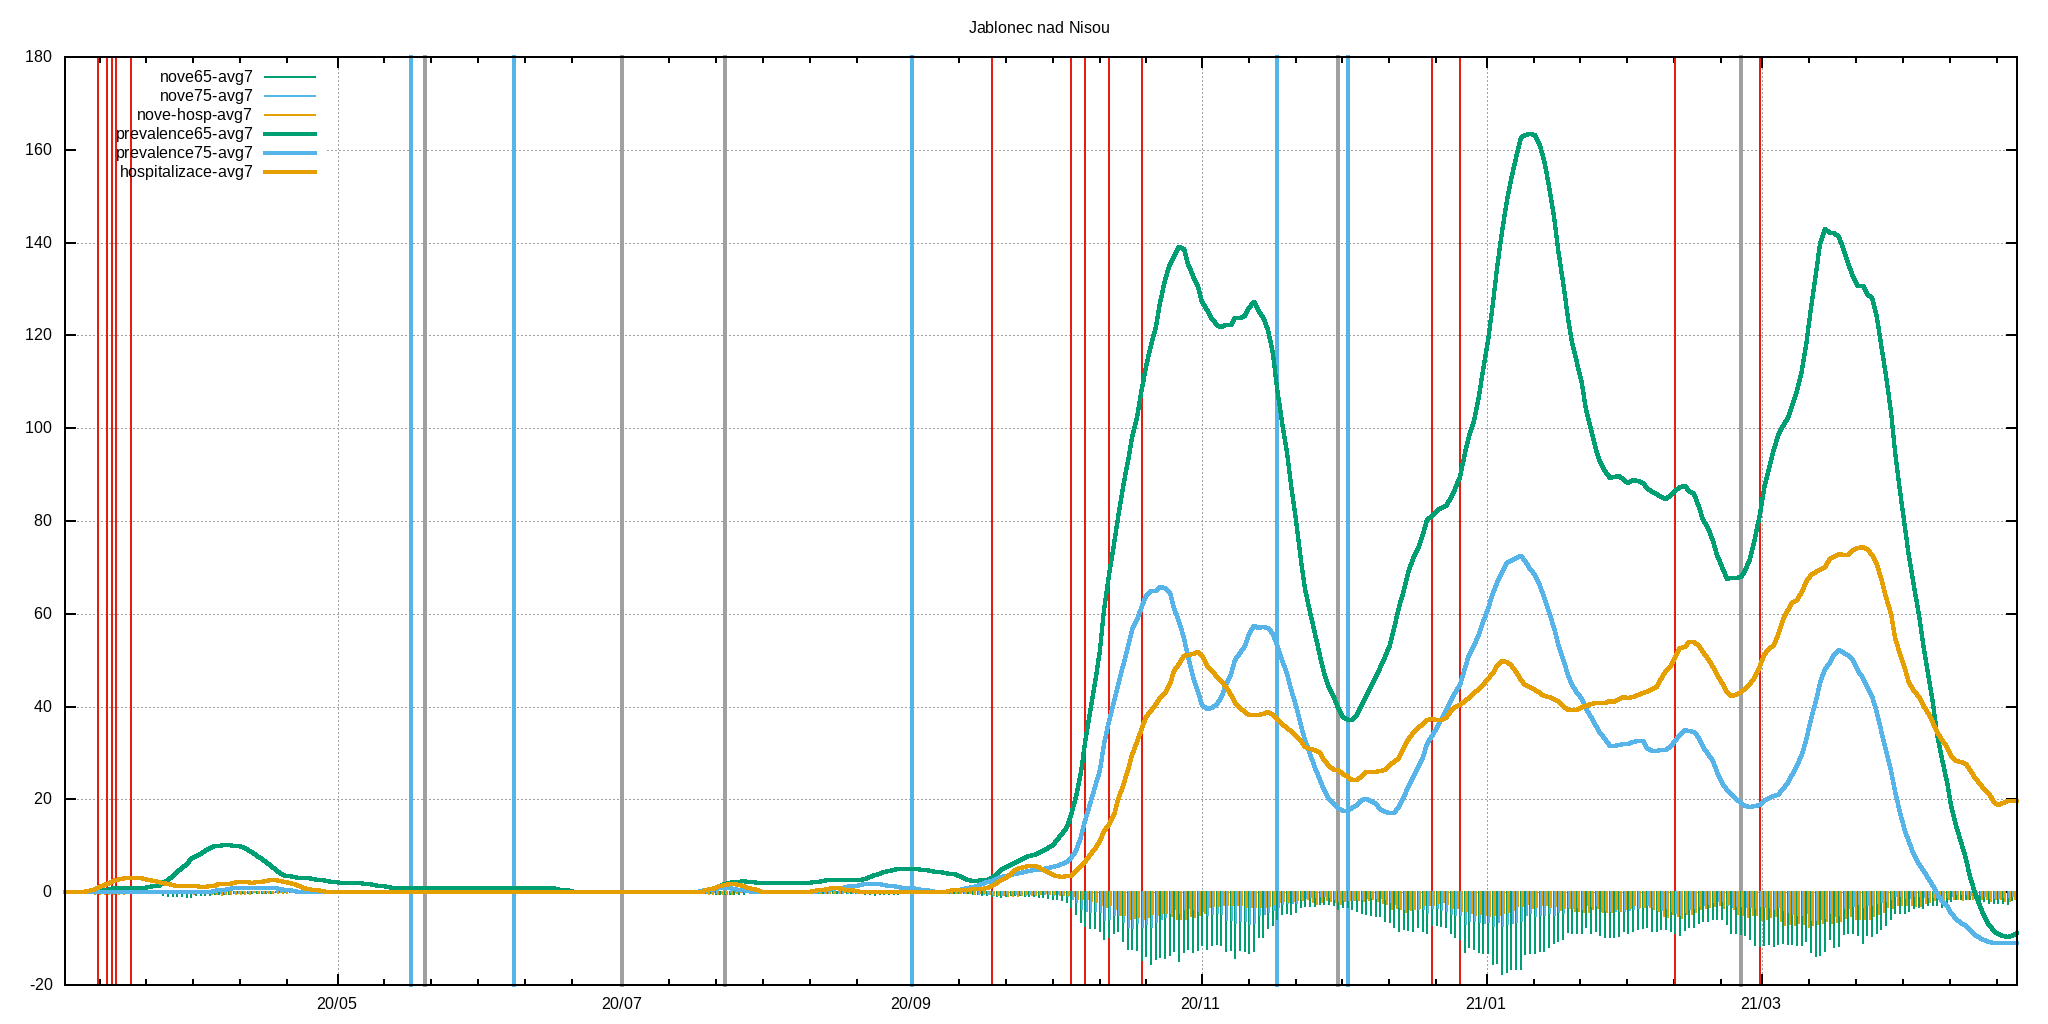 Jablonec nad Nisou
180
160
140
120
100
80
60
40
20
0
-20
nove65-avg7
nove75-avg7
nove-hosp-avg7
prevalence65-avg7
prevalence75-avg7
hospitalizace-avg7
20/05 20/07 20/09 20/11 21/01 21/03